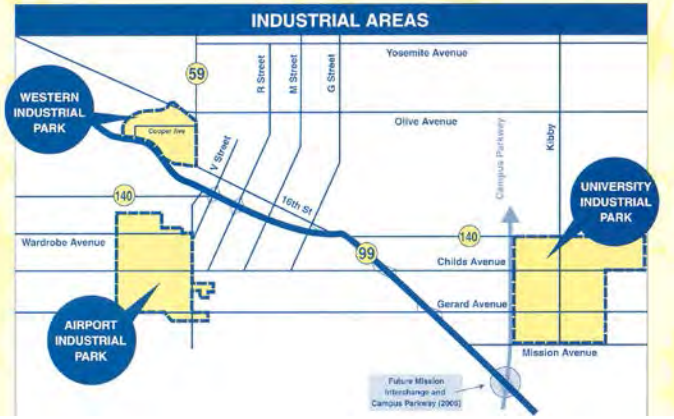 INDUSTRIAL AREAS
Yosemite Avenue
59
R Street
M Street
G Street
WESTERN
INDUSTRIAL
PARK
Cooper Ave
Olive Avenue
Campus Parkway
Kibby
V Street
16th St
UNIVERSITY
INDUSTRIAL
PARK
140
Wardrobe Avenue
99
140
Childs Avenue
Gerard Avenue
AIRPORT
INDUSTRIAL
PARK
Mission Avenue
Future Mission
Interchange and
Campus Parkway (2006)